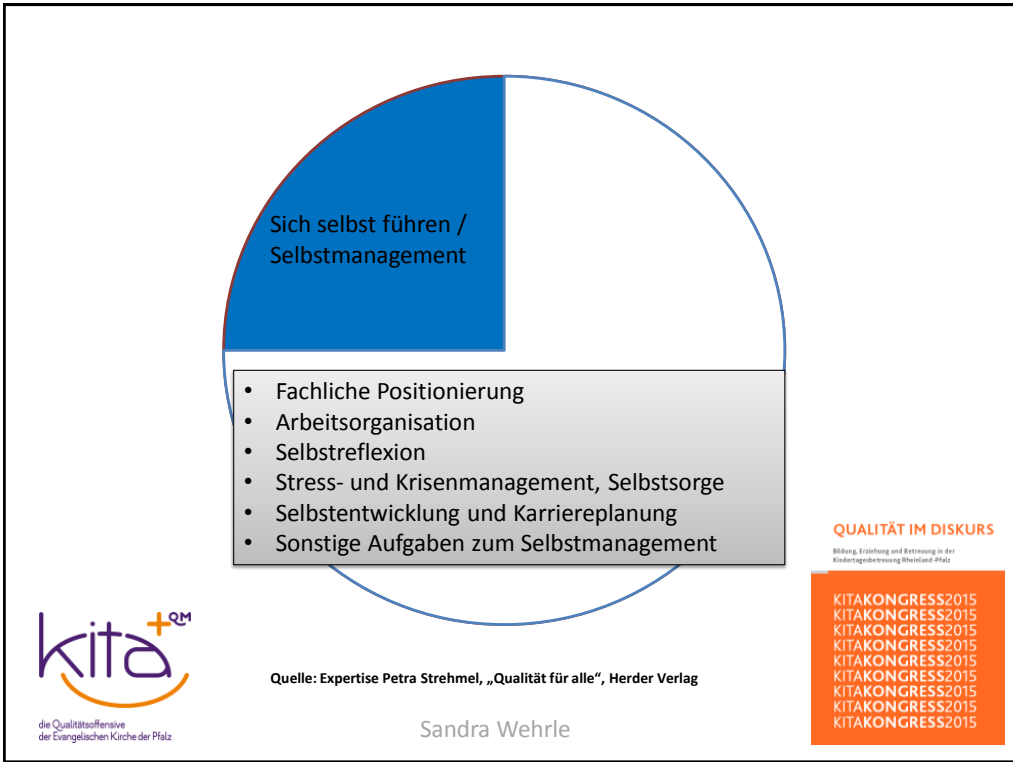 Sich selbst führen /
Selbstmanagement
• Fachliche Positionierung
• Arbeitsorganisation
• Selbstreflexion
• Stress- und Krisenmanagement, Selbstsorge
• Selbstentwicklung und Karriereplanung
• Sonstige Aufgaben zum Selbstmanagement
QUALITÄT IM DISKURS
Bildung, Erziehung und Betreuung in der
Kindertagesbetreuung Rheinland-Pfalz
KITAKONGRESS2015
KITAKONGRESS2015
KITAKONGRESS2015
KITAKONGRESS2015
KITAKONGRESS2015
KITAKONGRESS2015
KITAKONGRESS2015
KITAKONGRESS2015
KITAKONGRESS2015
kita+QM
die Qualitätsoffensive
der Evangelischen Kirche der Pfalz
Quelle: Expertise Petra Strehmel, „Qualität für alle“, Herder Verlag
Sandra Wehrle